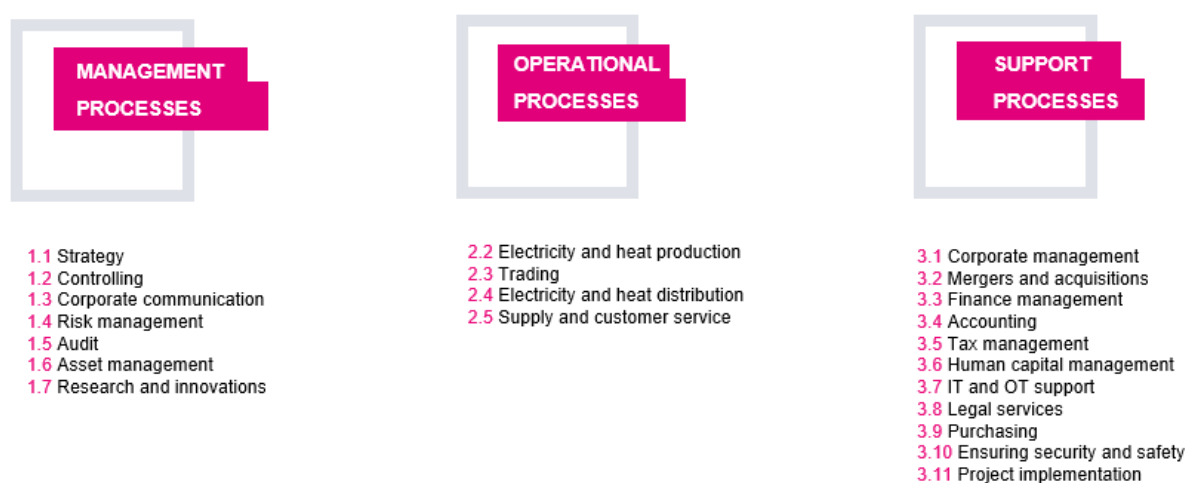 MANAGEMENT
PROCESSES
1.1 Strategy
1.2 Controlling
1.3 Corporate communication
1.4 Risk management
1.5 Audit
1.6 Asset management
1.7 Research and innovations
OPERATIONAL
PROCESSES
2.2 Electricity and heat production
2.3 Trading
2.4 Electricity and heat distribution
2.5 Supply and customer service
SUPPORT
PROCESSES
3.1 Corporate management
3.2 Mergers and acquisitions
3.3 Finance management
3.4 Accounting
3.5 Tax management
3.6 Human capital management
3.7 IT and OT support
3.8 Legal services
3.9 Purchasing
3.10 Ensuring security and safety
3.11 Project implementation